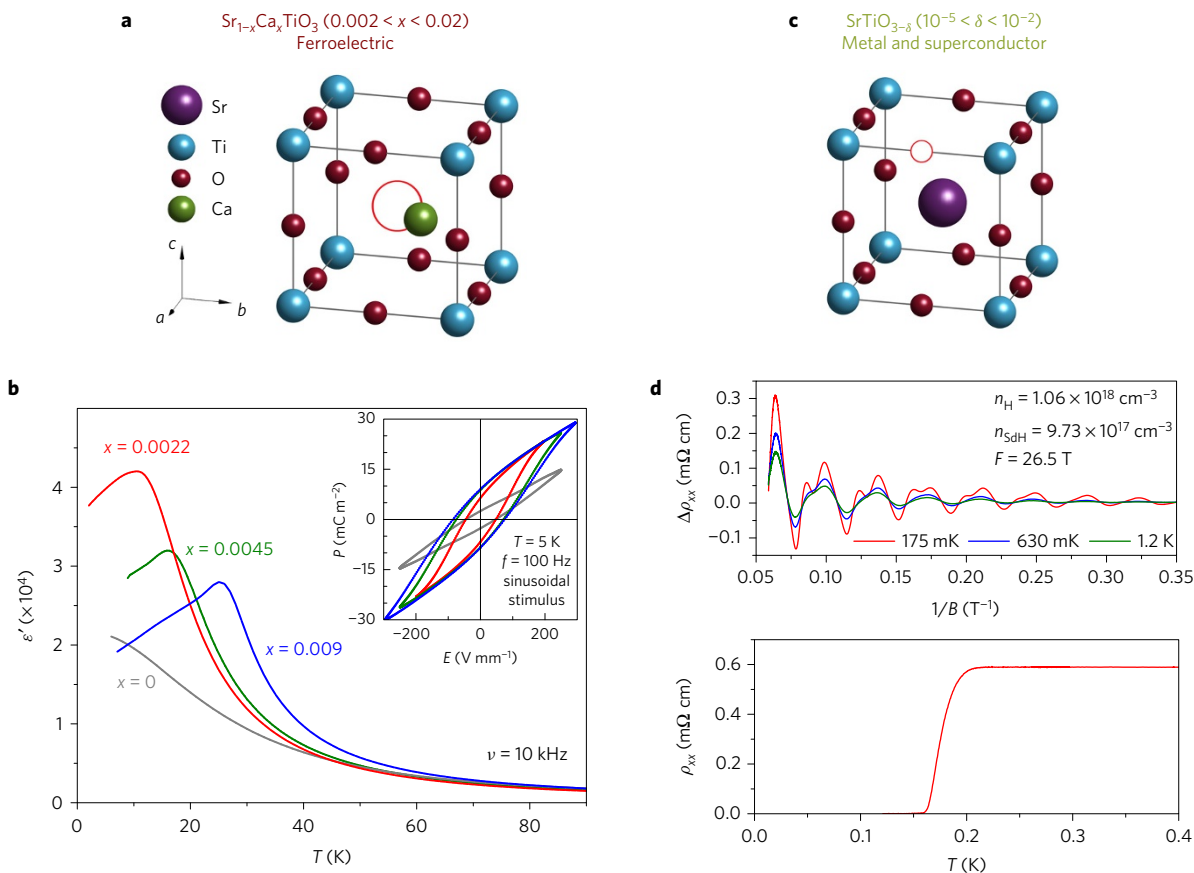 a
Sr₁₋ₓCaₓTiO₃ (0.002 < x < 0.02)
Ferroelectric
Sr
Ti
O
Ca
c
a
b
c
SrTiO₃₋δ (10⁻⁵ < δ < 10⁻²)
Metal and superconductor
b
ε′ (×10⁴)
4
3
2
1
0
0
20
40
60
80
T (K)
x = 0.0022
x = 0.0045
x = 0.009
x = 0
ν = 10 kHz
P (mC m⁻²)
30
15
0
−15
−30
−200
0
200
E (V mm⁻¹)
T = 5 K
f = 100 Hz
sinusoidal
stimulus
d
Δρxx (mΩ cm)
0.3
0.2
0.1
0.0
−0.1
nH = 1.06 × 10¹⁸ cm⁻³
nSdH = 9.73 × 10¹⁷ cm⁻³
F = 26.5 T
175 mK
630 mK
1.2 K
0.05
0.10
0.15
0.20
0.25
0.30
0.35
1/B (T⁻¹)
ρxx (mΩ cm)
0.6
0.4
0.2
0.0
0.0
0.1
0.2
0.3
0.4
T (K)